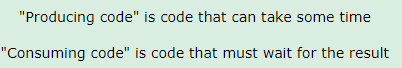 "Producing code" is code that can take some time
"Consuming code" is code that must wait for the result